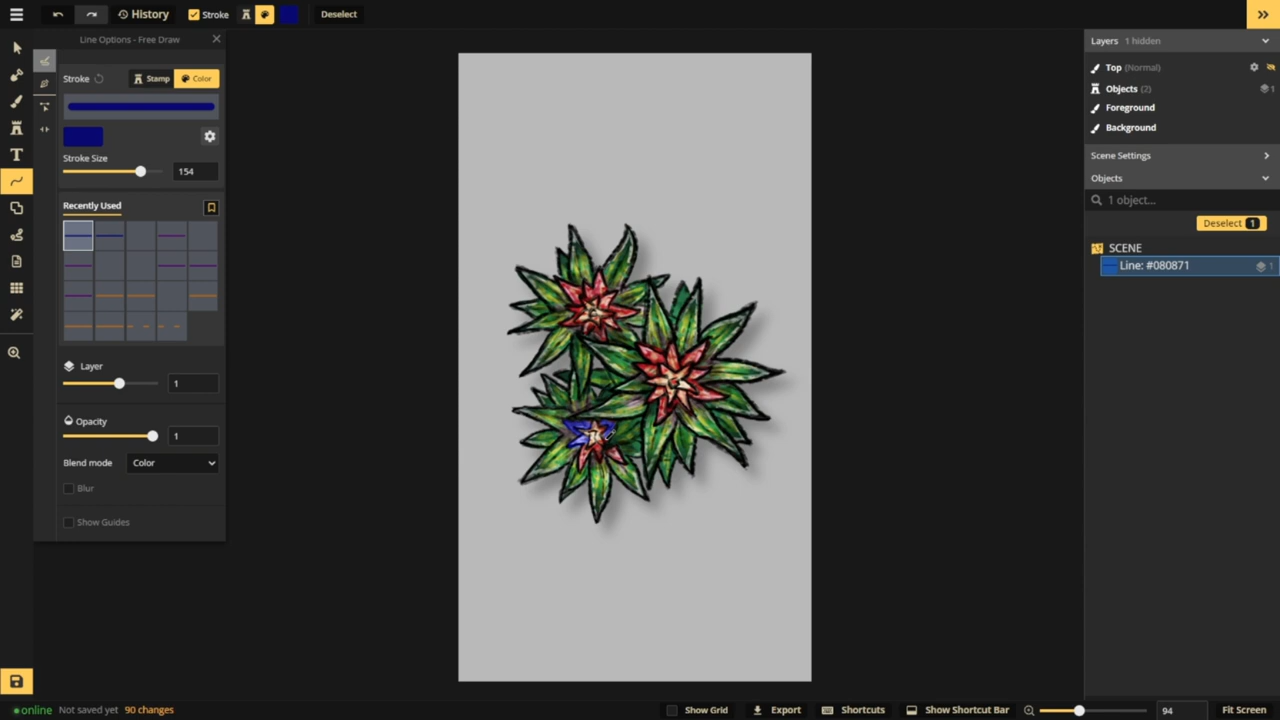 History
Stroke
Deselect
Line Options - Free Draw
Stroke
Stamp
Color
Stroke Size
154
Recently Used
Layer
1
Opacity
1
Blend mode
Color
Blur
Show Guides
Layers 1 hidden
Top (Normal)
Objects (2)
1
Foreground
Background
Scene Settings
Objects
1 object...
Deselect 1
SCENE
Line: #080871
1
online
Not saved yet
90 changes
Show Grid
Export
Shortcuts
Show Shortcut Bar
94
Fit Screen